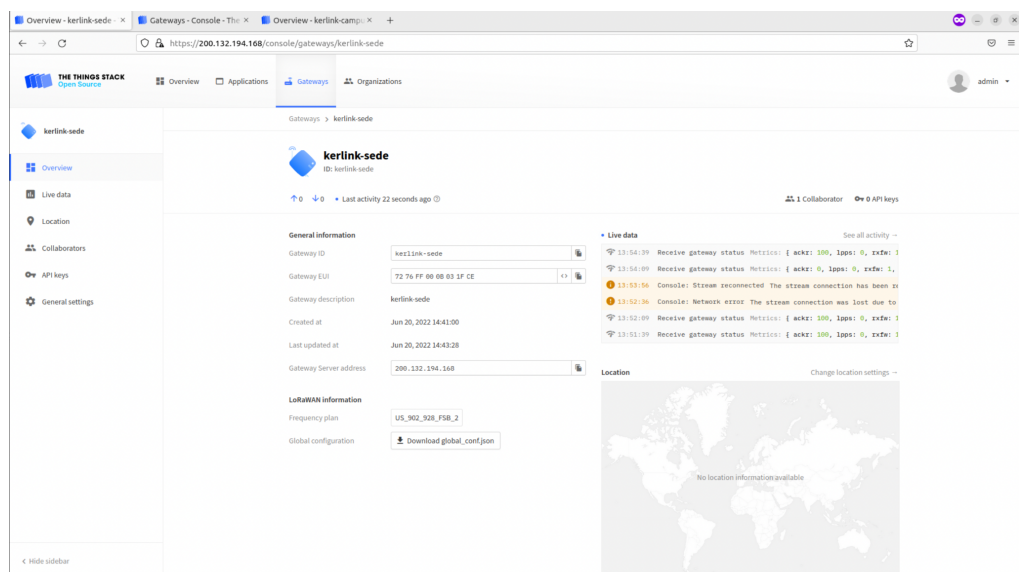 Overview - kerlink-sede -
Gateways - Console - The
Overview - kerlink-campu
https://200.132.194.168/console/gateways/kerlink-sede
THE THINGS STACK
Open Source
Overview
Applications
Gateways
Organizations
admin
kerlink-sede
Overview
Live data
Location
Collaborators
API keys
General settings
< Hide sidebar
Gateways > kerlink-sede
kerlink-sede
ID: kerlink-sede
↑0 ↓0 • Last activity 22 seconds ago
1 Collaborator 0 API keys
General information
Gateway ID kerlink-sede
Gateway EUI 72 76 FF 00 0B 03 1F CE <>
Gateway description kerlink-sede
Created at Jun 20, 2022 14:41:00
Last updated at Jun 20, 2022 14:43:28
Gateway Server address 200.132.194.168
LoRaWAN information
Frequency plan US_902_928_FSB_2
Global configuration Download global_conf.json
• Live data See all activity →
13:54:39 Receive gateway status Metrics: { ackr: 100, lpps: 0, rxfw: 1
13:54:09 Receive gateway status Metrics: { ackr: 0, lpps: 0, rxfw: 1,
13:53:56 Console: Stream reconnected The stream connection has been re
13:52:36 Console: Network error The stream connection was lost due to
13:52:09 Receive gateway status Metrics: { ackr: 100, lpps: 0, rxfw: 1
13:51:39 Receive gateway status Metrics: { ackr: 100, lpps: 0, rxfw: 1
Location Change location settings →
No location information available